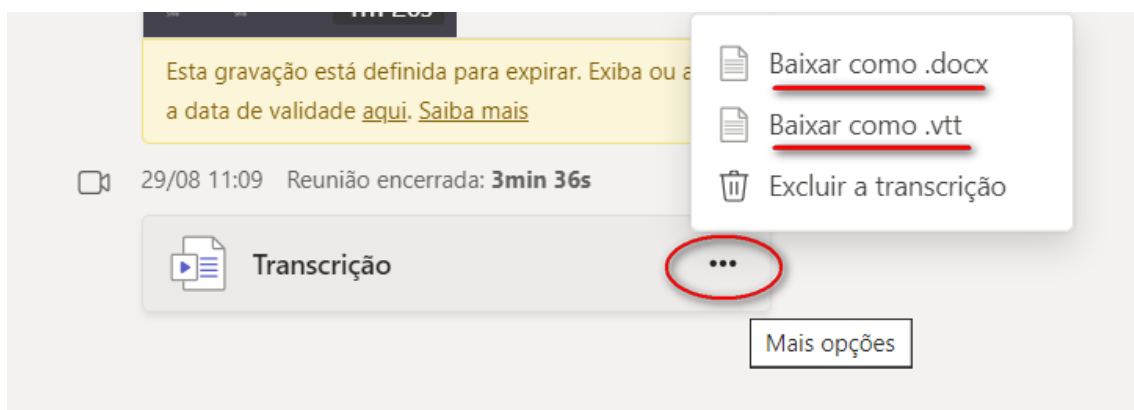 Esta gravação está definida para expirar. Exiba ou a
a data de validade aqui. Saiba mais
29/08 11:09 Reunião encerrada: 3min 36s
Transcrição
•••
Baixar como .docx
Baixar como .vtt
Excluir a transcrição
Mais opções